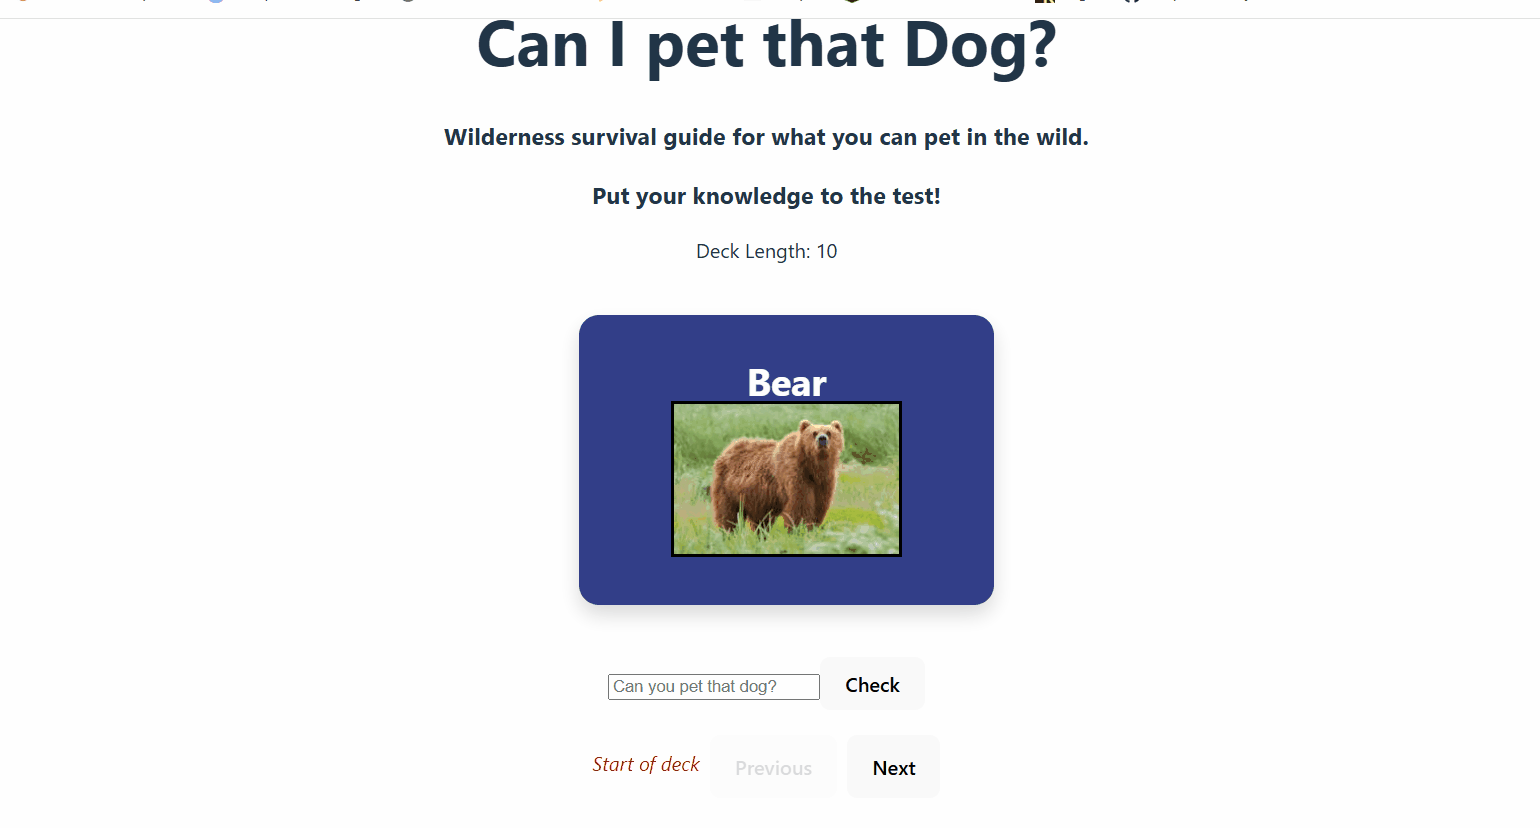 Can I pet that Dog?
Wilderness survival guide for what you can pet in the wild.
Put your knowledge to the test!
Deck Length: 10
Bear
Can you pet that dog? Check
Start of deck Previous Next